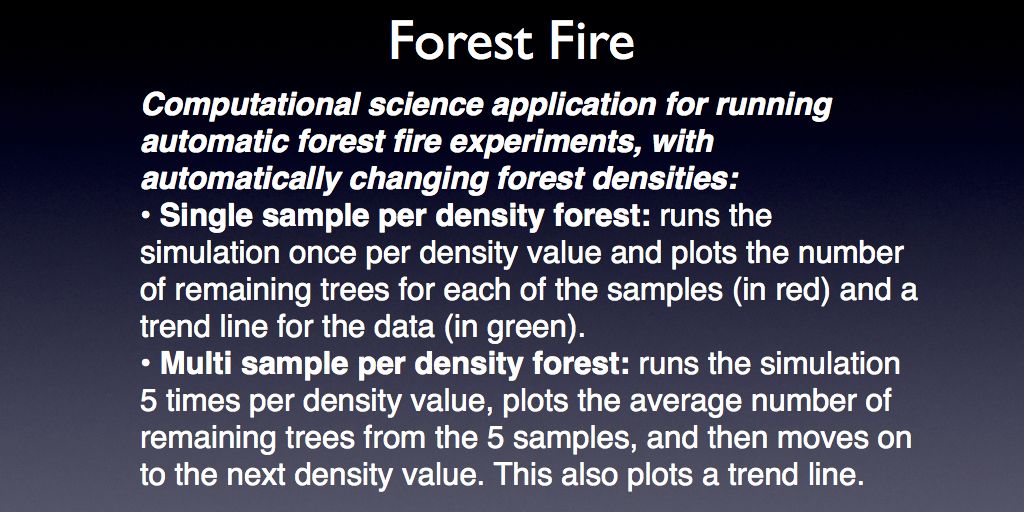 Forest Fire
Computational science application for running
automatic forest fire experiments, with
automatically changing forest densities:
• Single sample per density forest: runs the
simulation once per density value and plots the number
of remaining trees for each of the samples (in red) and a
trend line for the data (in green).
• Multi sample per density forest: runs the simulation
5 times per density value, plots the average number of
remaining trees from the 5 samples, and then moves on
to the next density value. This also plots a trend line.